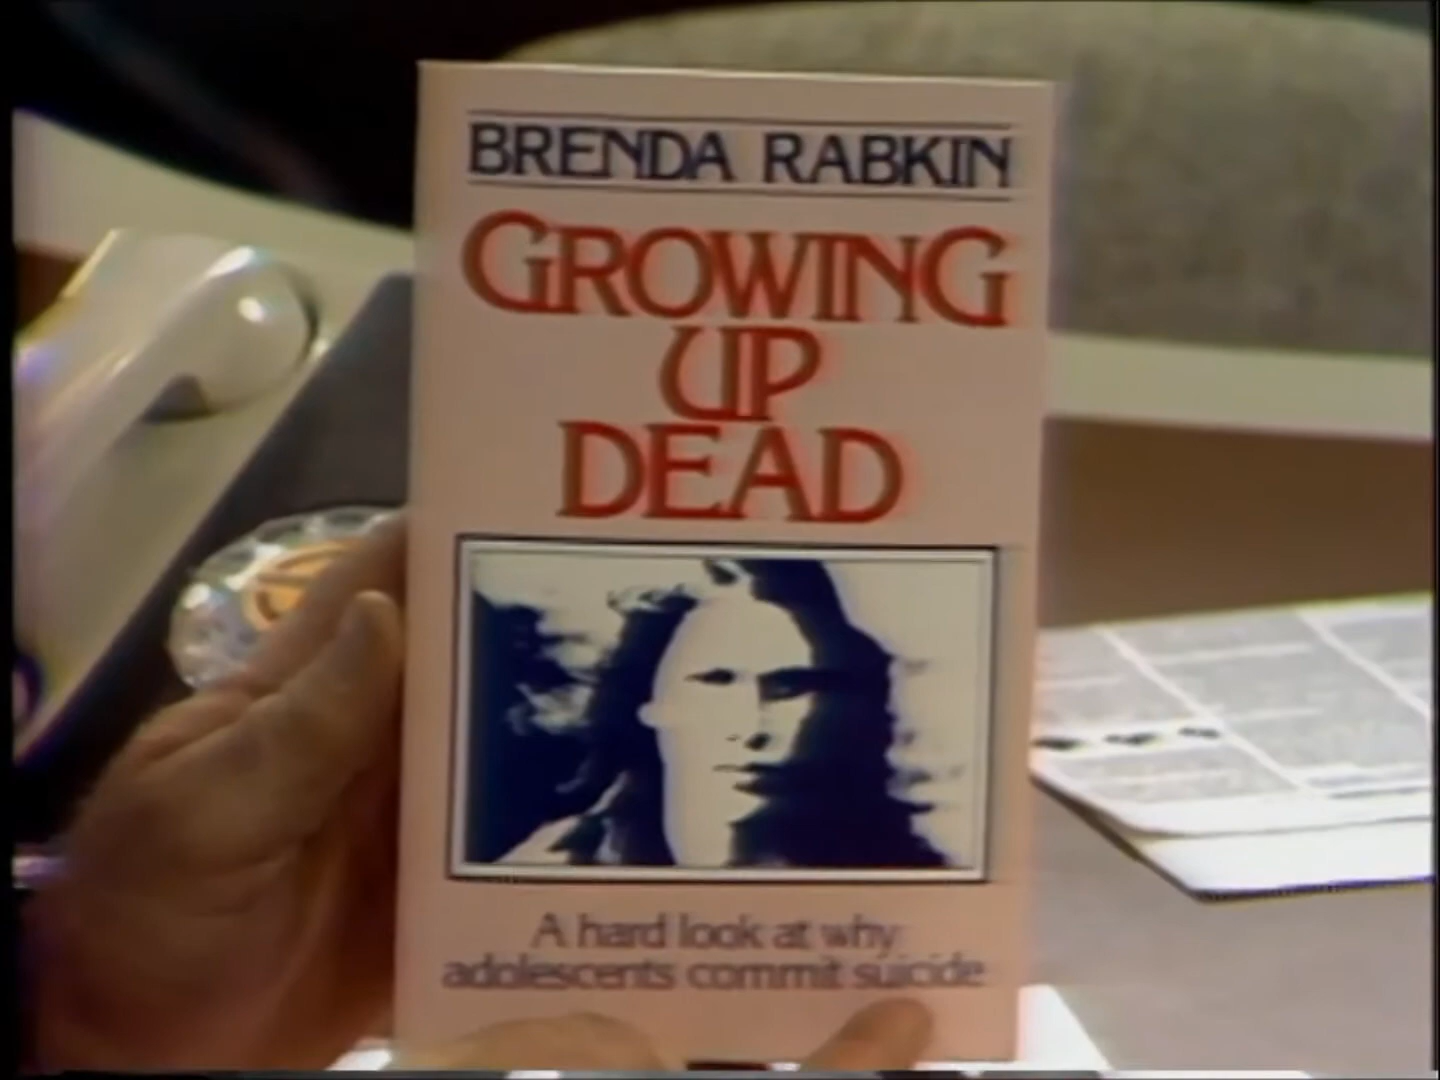 BRENDA RABKIN
GROWING
UP
DEAD
A hard look at why
adolescents commit suicide